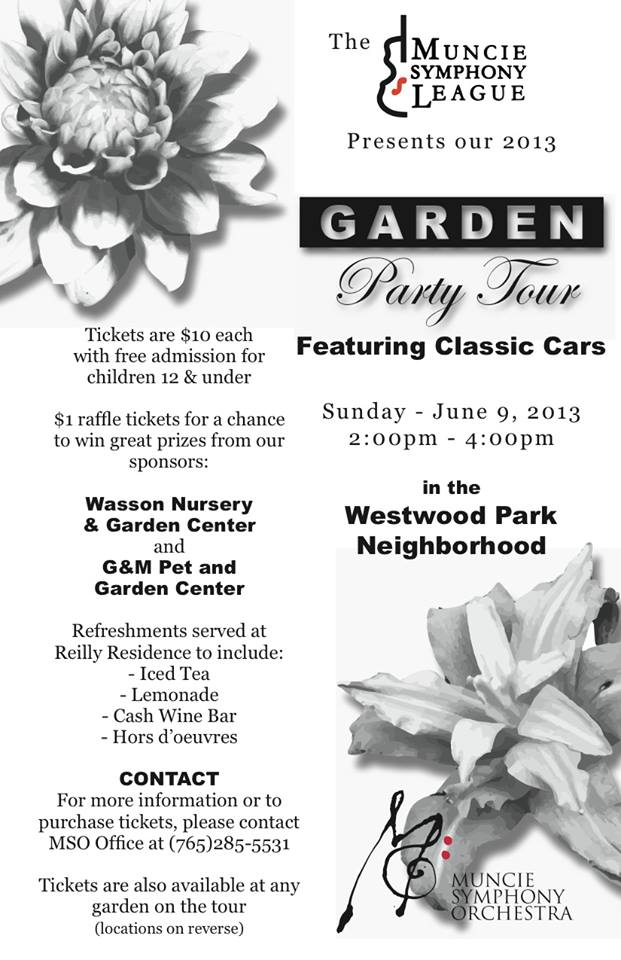 The
MUNCIE
SYMPHONY
LEAGUE
Presents our 2013
GARDEN
Party Tour
Featuring Classic Cars
Sunday - June 9, 2013
2:00pm - 4:00pm
in the
Westwood Park
Neighborhood
Tickets are $10 each
with free admission for
children 12 & under
$1 raffle tickets for a chance
to win great prizes from our
sponsors:
Wasson Nursery
& Garden Center
and
G&M Pet and
Garden Center
Refreshments served at
Reilly Residence to include:
- Iced Tea
- Lemonade
- Cash Wine Bar
- Hors d'oeuvres
CONTACT
For more information or to
purchase tickets, please contact
MSO Office at (765)285-5531
Tickets are also available at any
garden on the tour
(locations on reverse)
MUNCIE
SYMPHONY
ORCHESTRA